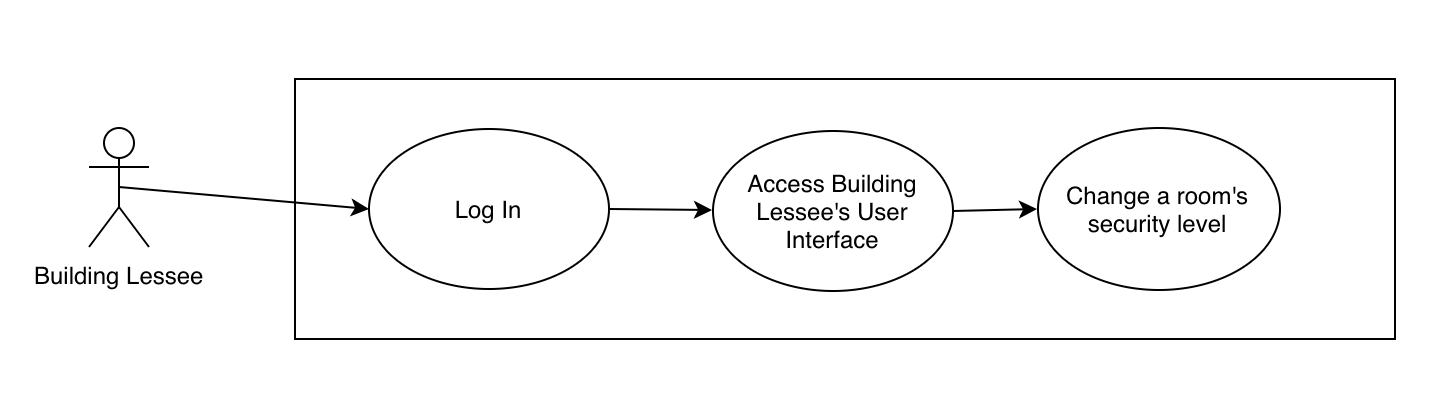 Log In
Access Building
Lessee's User
Interface
Change a room's
security level
Building Lessee